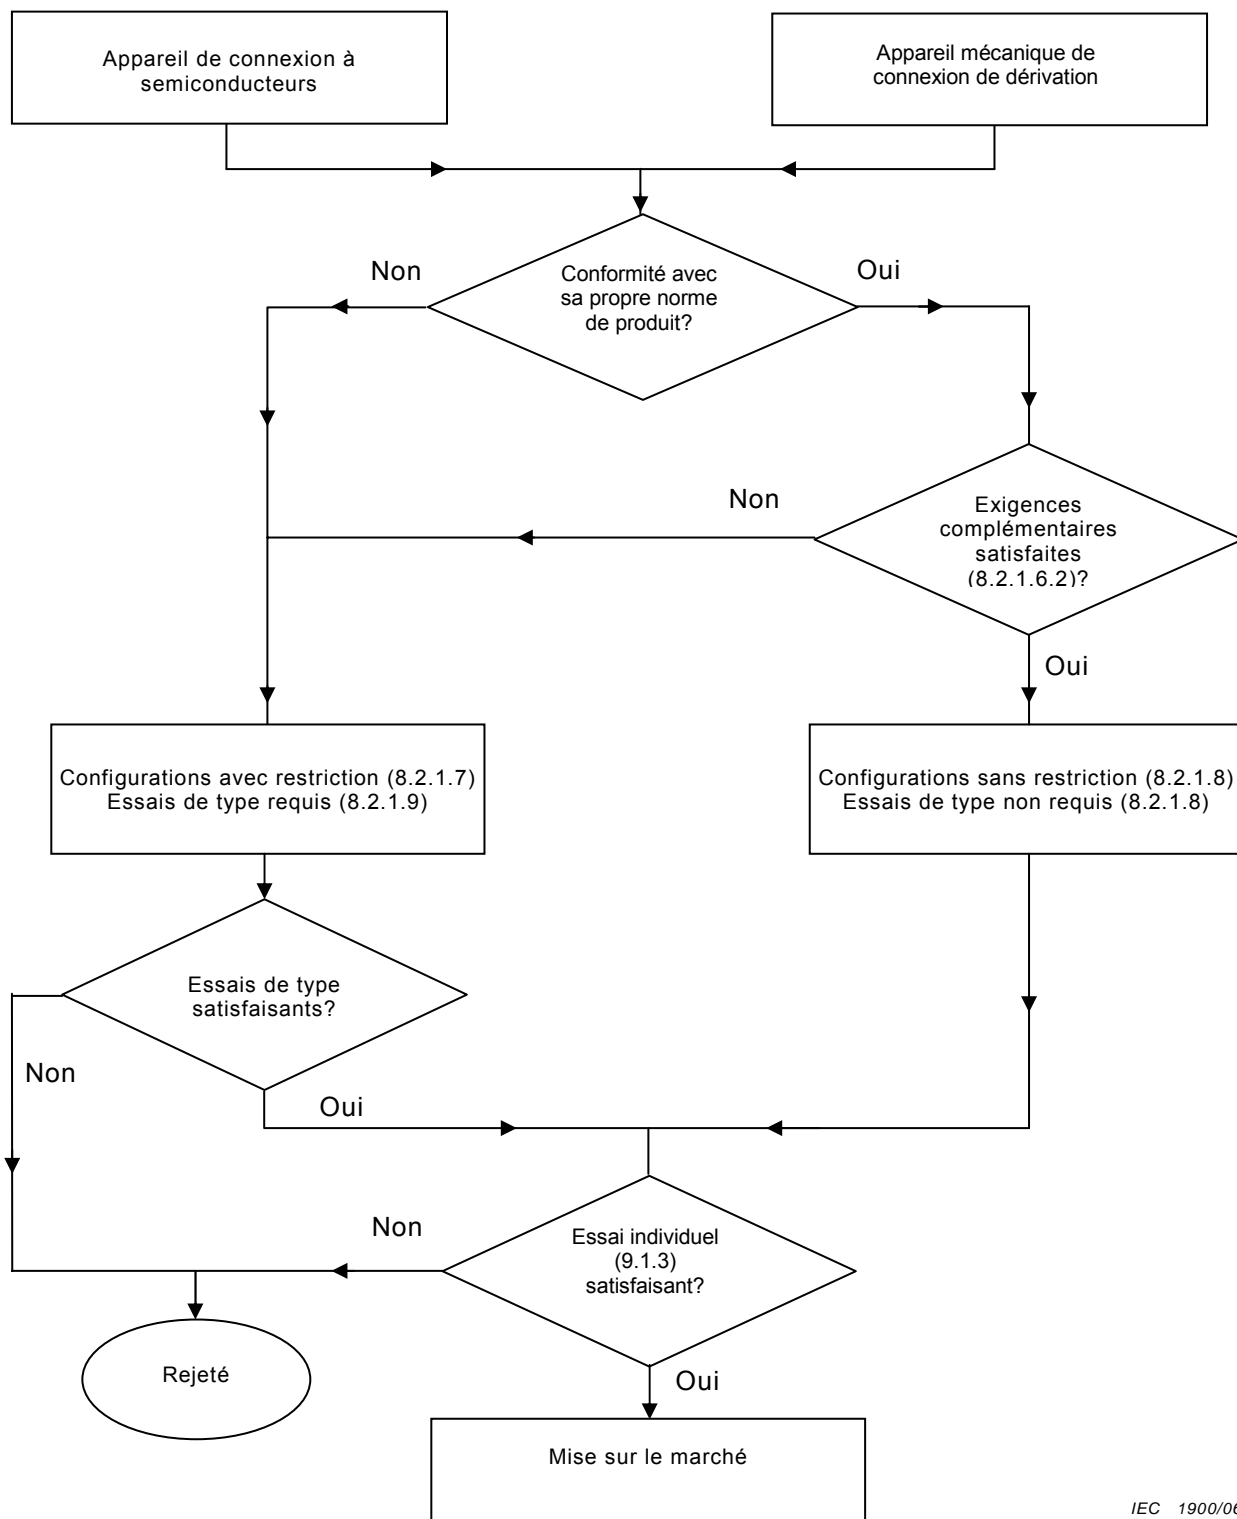 Appareil de connexion à
semiconducteurs
Appareil mécanique de
connexion de dérivation
Non
Conformité avec
sa propre norme
de produit?
Oui
Non
Exigences
complémentaires
satisfaites
(8.2.1.6.2)?
Oui
Configurations avec restriction (8.2.1.7)
Essais de type requis (8.2.1.9)
Configurations sans restriction (8.2.1.8)
Essais de type non requis (8.2.1.8)
Essais de type
satisfaisants?
Non
Oui
Non
Essai individuel
(9.1.3)
satisfaisant?
Rejeté
Oui
Mise sur le marché
IEC 1900/06